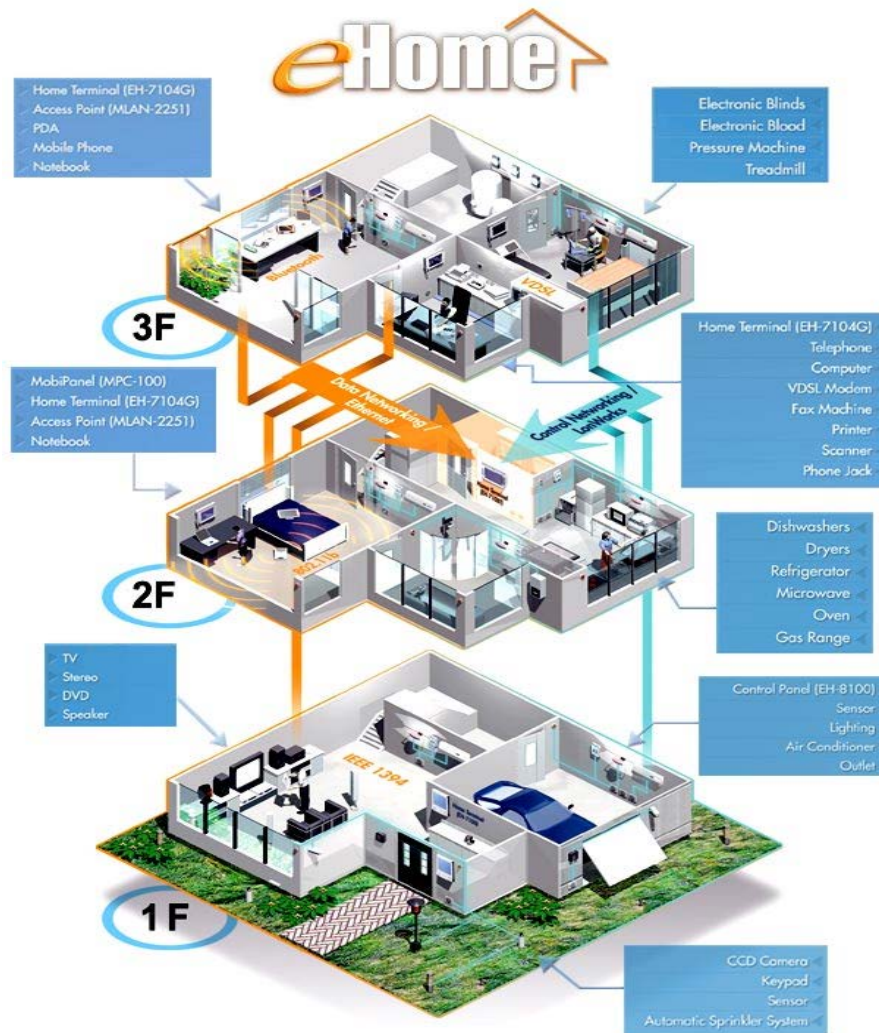 eHome
Home Terminal (EH-7104G)
Access Point (MLAN-2251)
PDA
Mobile Phone
Notebook
Electronic Blinds
Electronic Blood
Pressure Machine
Treadmill
Bluetooth
VDSL
3F
Home Terminal (EH-7104G)
Telephone
Computer
VDSL Modem
Fax Machine
Printer
Scanner
Phone Jack
MobiPanel (MPC-100)
Home Terminal (EH-7104G)
Access Point (MLAN-2251)
Notebook
Data Networking /
Ethernet
Control Networking /
LonWorks
Home Terminal
802.11b
2F
Dishwashers
Dryers
Refrigerator
Microwave
Oven
Gas Range
TV
Stereo
DVD
Speaker
Control Panel (EH-8100)
Sensor
Lighting
Air Conditioner
Outlet
IEEE 1394
Home Terminal
1F
CCD Camera
Keypad
Sensor
Automatic Sprinkler System